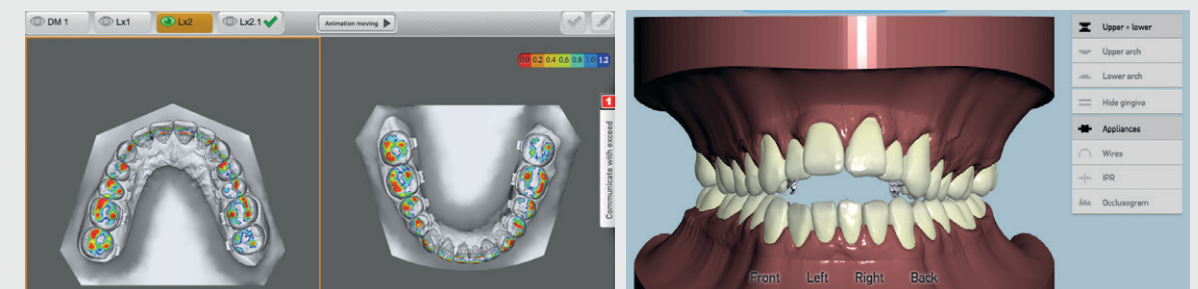 DM 1
Lx1
Lx2
Lx2.1
Animation moving
0.0 0.2 0.4 0.6 0.8 1.0 1.2
1
Communicate with exceed
Upper + lower
Upper arch
Lower arch
Hide gingiva
Appliances
Wires
IPR
Occlusogram
Front Left Right Back